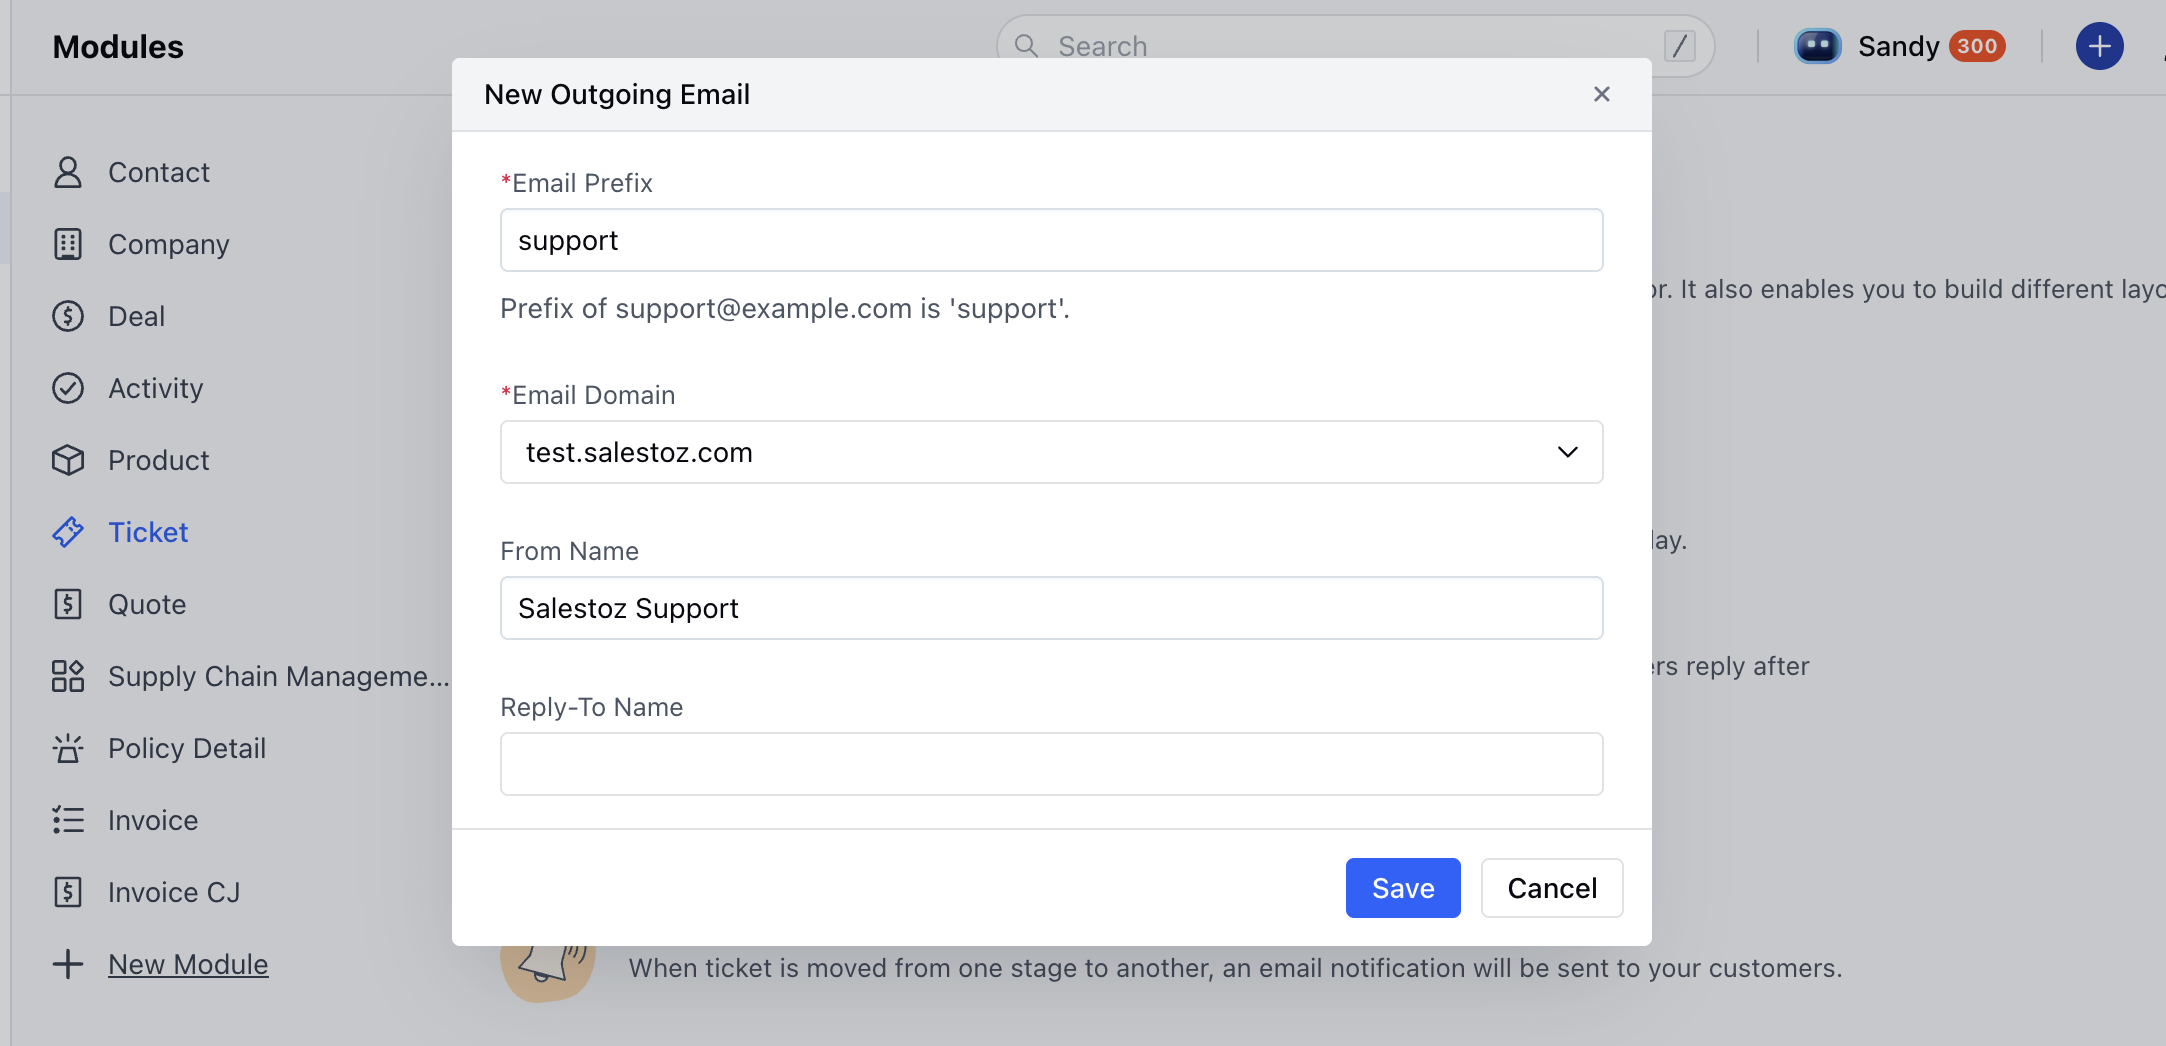 Modules
Search /
Sandy 300
Contact
Company
Deal
Activity
Product
Ticket
Quote
Supply Chain Manageme...
Policy Detail
Invoice
Invoice CJ
New Module
New Outgoing Email
*Email Prefix
support
Prefix of support@example.com is 'support'.
*Email Domain
test.salestoz.com
From Name
Salestoz Support
Reply-To Name
Save Cancel
It also enables you to build different
reply after
When ticket is moved from one stage to another, an email notification will be sent to your customers.